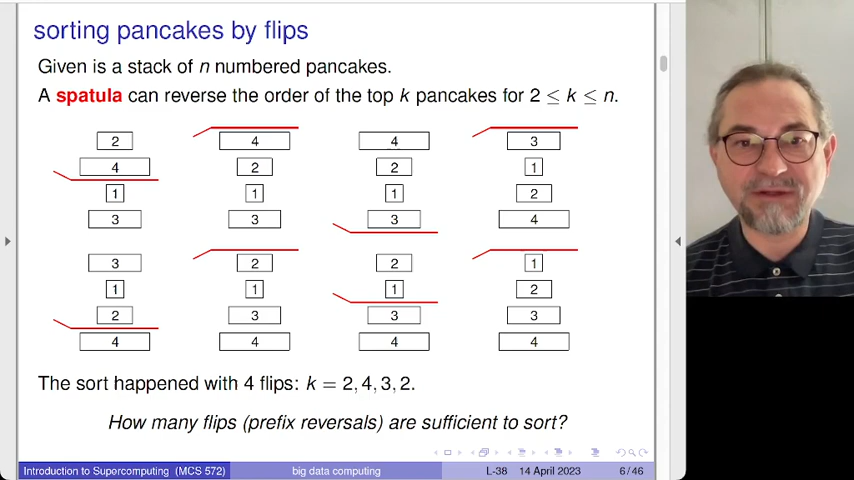 sorting pancakes by flips
Given is a stack of n numbered pancakes.
A spatula can reverse the order of the top k pancakes for 2 ≤ k ≤ n.
2 4 4 3
4 2 2 1
1 1 1 2
3 3 3 4
3 2 2 1
1 1 1 2
2 3 3 3
4 4 4 4
The sort happened with 4 flips: k = 2, 4, 3, 2.
How many flips (prefix reversals) are sufficient to sort?
Introduction to Supercomputing (MCS 572) big data computing L-38 14 April 2023 6 / 46